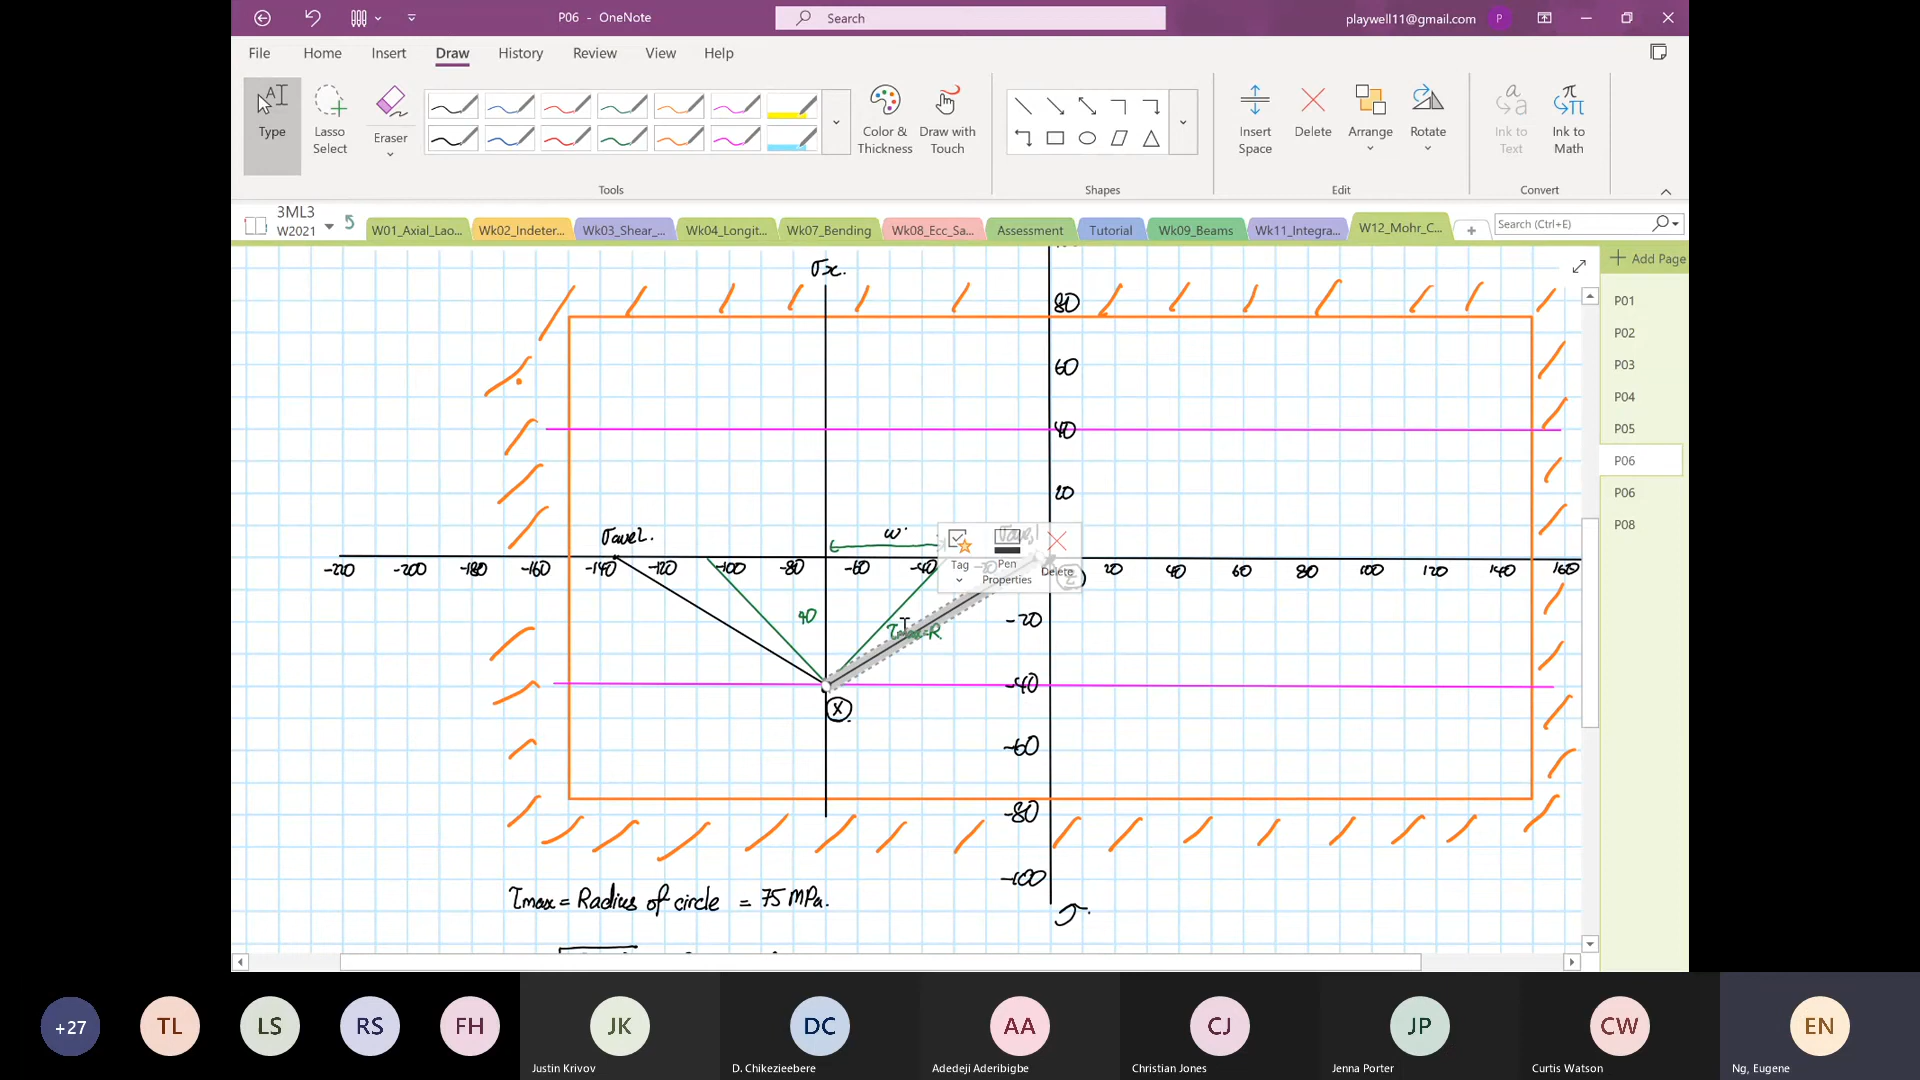 P06 - OneNote
Search
playwell11@gmail.com
P
File
Home
Insert
Draw
History
Review
View
Help
Type
Lasso
Select
Eraser
Color &
Thickness
Draw with
Touch
Insert
Space
Delete
Arrange
Rotate
Ink to
Text
Ink to
Math
Tools
Shapes
Edit
Convert
3ML3
W2021
W01_Axial_Lao...
Wk02_Indeter...
Wk03_Shear_...
Wk04_Longit...
Wk07_Bending
Wk08_Ecc_Sa...
Assessment
Tutorial
Wk09_Beams
Wk11_Integra...
W12_Mohr_C...
Search (Ctrl+E)
Add Page
P01
P02
P03
P04
P05
P06
P06
P08
σx.
80
60
40
20
σave2.
w
Tag
Pen
Properties
Delete
-220 -200 -180 -160 -140 -120 -100 -80 -60 -40 -20 20 40 60 80 100 120 140 160
40
τmax=R
-20
-40
X
-60
-80
-100
τmax = Radius of circle = 75 MPa.
+27
TL
LS
RS
FH
JK
Justin Krivov
DC
D. Chikezieebere
AA
Adedeji Aderibigbe
CJ
Christian Jones
JP
Jenna Porter
CW
Curtis Watson
EN
Ng, Eugene